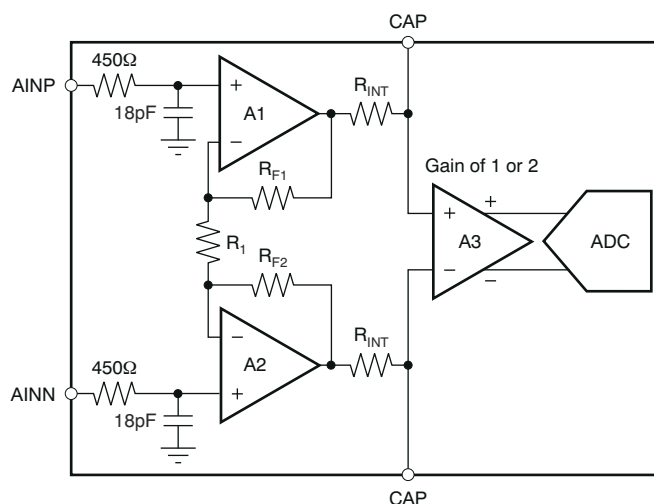 CAP
450Ω
AINP
18pF
+
A1
−
R_INT
R_F1
Gain of 1 or 2
R_1
+
+
A3
−
−
ADC
R_F2
−
A2
+
R_INT
450Ω
AINN
18pF
CAP